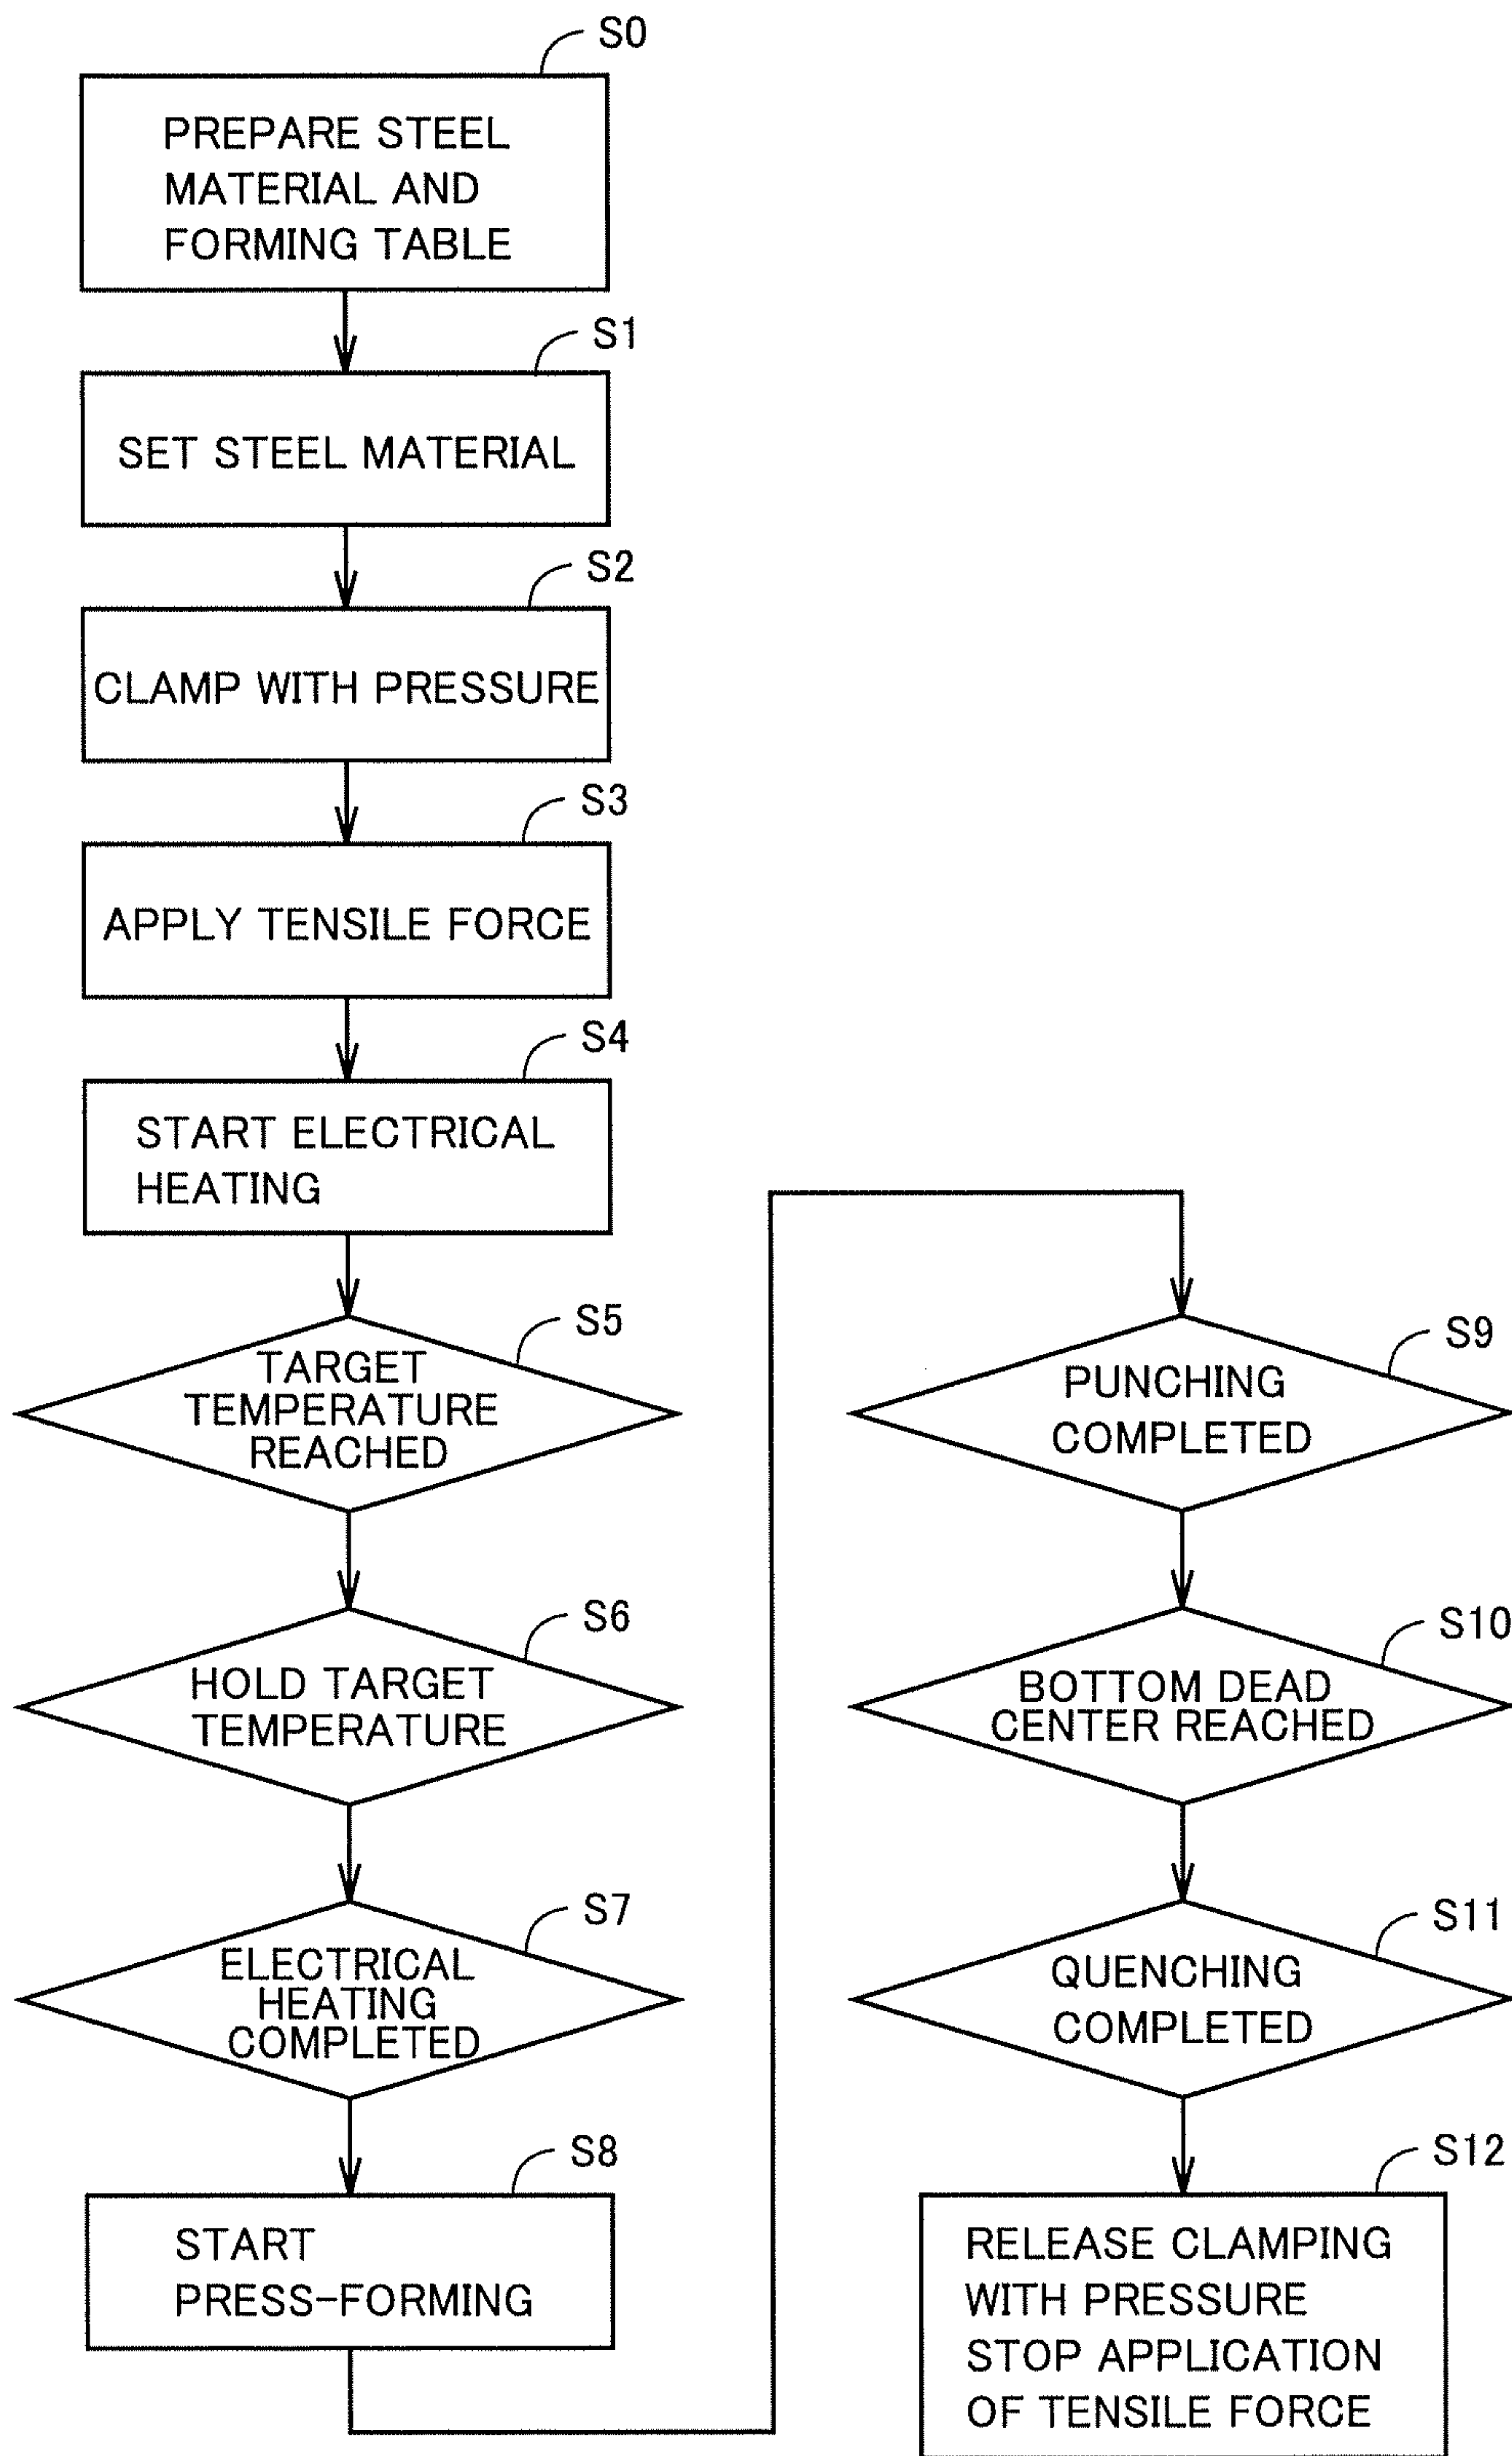 S0
PREPARE STEEL
MATERIAL AND
FORMING TABLE
S1
SET STEEL MATERIAL
S2
CLAMP WITH PRESSURE
S3
APPLY TENSILE FORCE
S4
START ELECTRICAL
HEATING
S5
TARGET
TEMPERATURE
REACHED
S6
HOLD TARGET
TEMPERATURE
S7
ELECTRICAL
HEATING
COMPLETED
S8
START
PRESS-FORMING
S9
PUNCHING
COMPLETED
S10
BOTTOM DEAD
CENTER REACHED
S11
QUENCHING
COMPLETED
S12
RELEASE CLAMPING
WITH PRESSURE
STOP APPLICATION
OF TENSILE FORCE